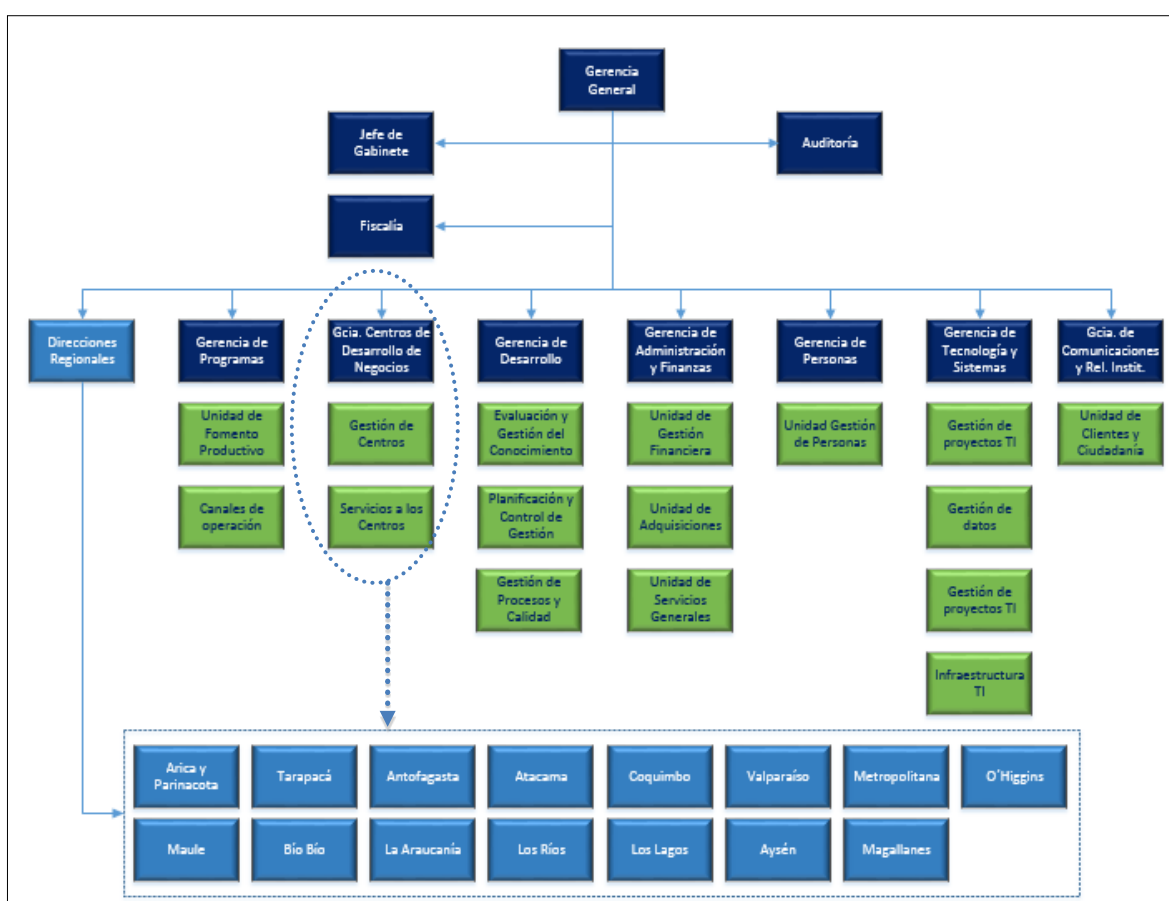 Gerencia
General
Jefe de
Gabinete
Auditoría
Fiscalía
Direcciones
Regionales
Gerencia de
Programas
Gcia. Centros de
Desarrollo de
Negocios
Gerencia de
Desarrollo
Gerencia de
Administración
y Finanzas
Gerencia de
Personas
Gerencia de
Tecnología y
Sistemas
Gcia. de
Comunicaciones
y Rel. Instit.
Unidad de
Fomento
Productivo
Gestión de
Centros
Evaluación y
Gestión del
Conocimiento
Unidad de
Gestión
Financiera
Unidad Gestión
de Personas
Gestión de
proyectos TI
Unidad de
Clientes y
Ciudadanía
Canales de
operación
Servicios a los
Centros
Planificación y
Control de
Gestión
Unidad de
Adquisiciones
Gestión de
datos
Gestión de
Procesos y
Calidad
Unidad de
Servicios
Generales
Gestión de
proyectos TI
Infraestructura
TI
Arica y
Parinacota
Tarapacá
Antofagasta
Atacama
Coquimbo
Valparaíso
Metropolitana
O´Higgins
Maule
Bío Bío
La Araucanía
Los Ríos
Los Lagos
Aysén
Magallanes